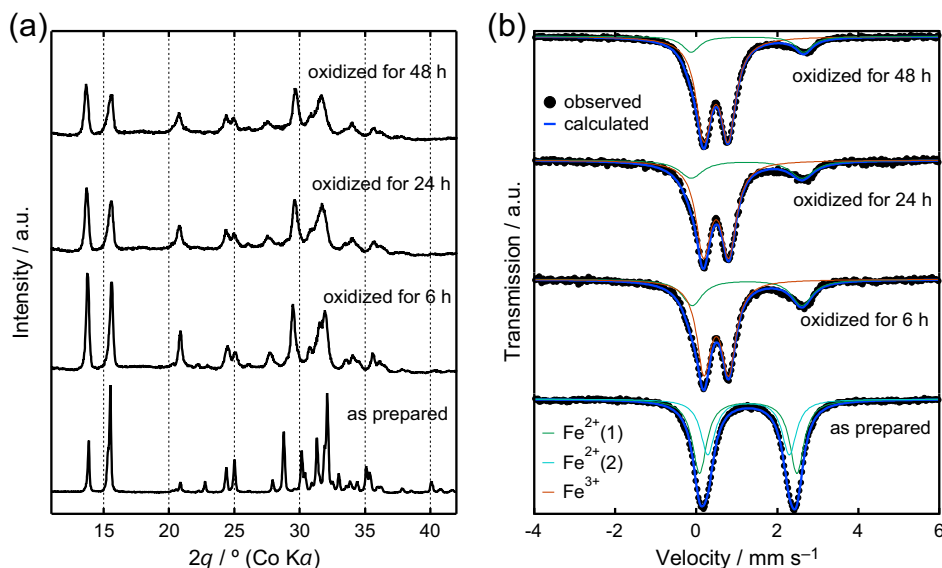 (a)
oxidized for 48 h
oxidized for 24 h
oxidized for 6 h
as prepared
Intensity / a.u.
15 20 25 30 35 40
2q / º (Co Ka)
(b)
oxidized for 48 h
observed
calculated
oxidized for 24 h
oxidized for 6 h
as prepared
Fe2+(1)
Fe2+(2)
Fe3+
Transmission / a.u.
-4 -2 0 2 4 6
Velocity / mm s–1